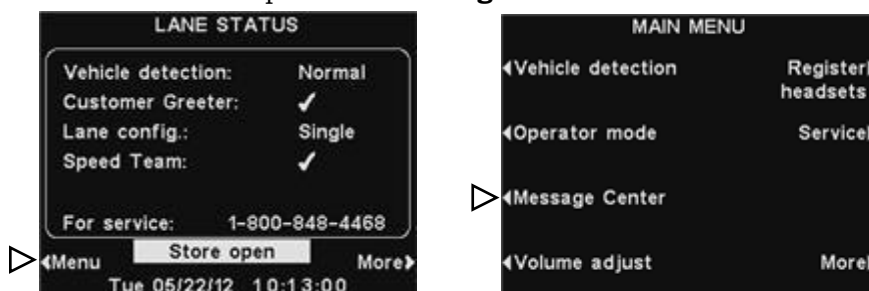 LANE STATUS
Vehicle detection: Normal
Customer Greeter: ✓
Lane config.: Single
Speed Team: ✓
For service: 1-800-848-4468
Store open
Menu More
Tue 05/22/12 10:13:00
MAIN MENU
Vehicle detection Register
headsets
Operator mode Service
Message Center
Volume adjust More